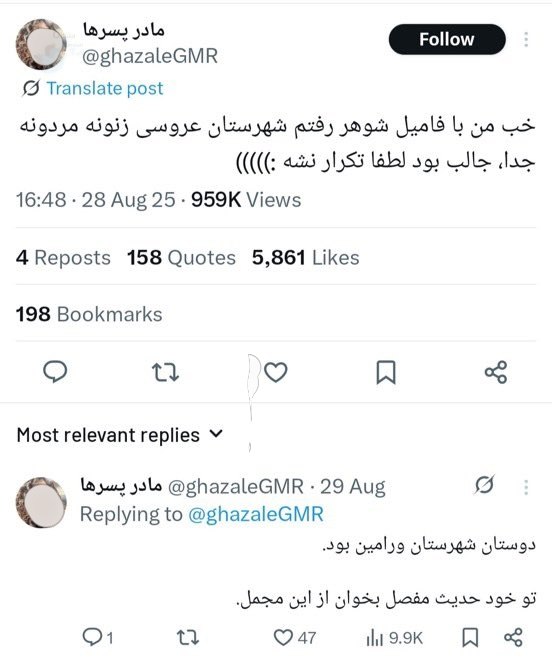 مادر پسرها
@ghazaleGMR
Follow
Translate post
خب من با فامیل شوهر رفتم شهرستان عروسی زنونه مردونه
جدا، جالب بود لطفا تکرار نشه :)))))
16:48 · 28 Aug 25 · 959K Views
4 Reposts 158 Quotes 5,861 Likes
198 Bookmarks
Most relevant replies
مادر پسرها @ghazaleGMR · 29 Aug
Replying to @ghazaleGMR
دوستان شهرستان ورامین بود.
تو خود حدیث مفصل بخوان از این مجمل.
1 47 9.9K